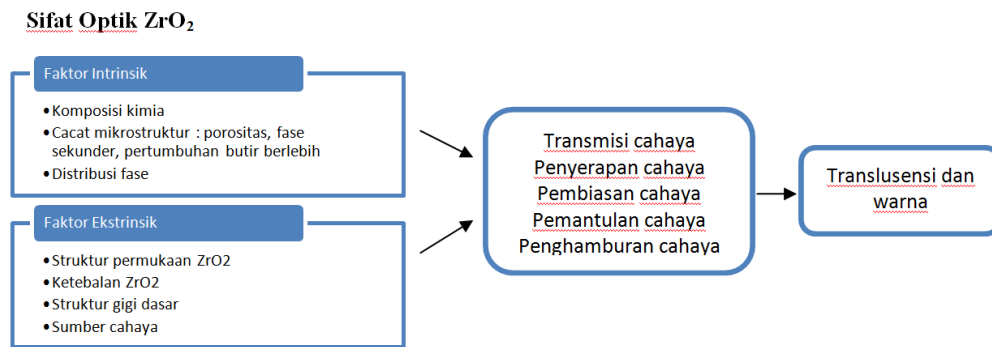 Sifat Optik ZrO₂
Faktor Intrinsik
•Komposisi kimia
•Cacat mikrostruktur : porositas, fase
sekunder, pertumbuhan butir berlebih
•Distribusi fase
Faktor Ekstrinsik
•Struktur permukaan ZrO2
•Ketebalan ZrO2
•Struktur gigi dasar
•Sumber cahaya
Transmisi cahaya
Penyerapan cahaya
Pembiasan cahaya
Pemantulan cahaya
Penghamburan cahaya
Translusensi dan
warna